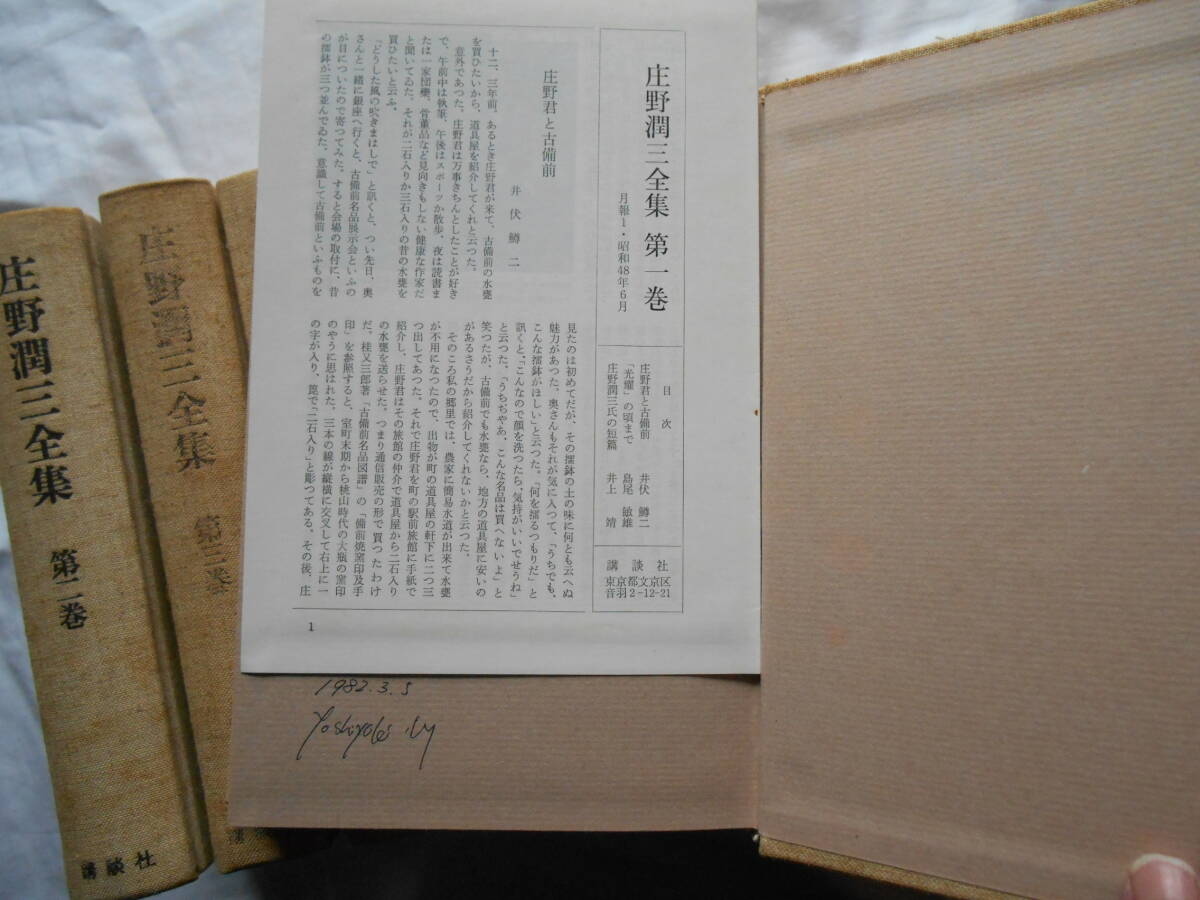 庄野潤三全集 第一巻
月報1・昭和48年6月
目次
庄野君と古備前 井伏鱒二
「光耀」の頃まで 島尾敏雄
庄野潤三氏の短篇 井上靖
講談社
東京都文京区
音羽2-12-21
庄野君と古備前
井伏鱒二
十二、三年前、あるとき庄野君が来て、古備前の水甕
を買ひたいから、道具屋を紹介してくれと云つた。
意外であつた。庄野君は万事きちんとしたことが好き
で、午前中は執筆、午後はスポーツか散歩、夜は読書ま
たは一家団欒、骨董品など見向きもしない健康な作家だ
と聞いてゐた。それが二石入りか三石入りの昔の水甕を
買ひたいと云ふ。
「どうした風の吹きまはしで」と訊くと、つい先日、奥
さんと一緒に銀座へ行くと、古備前名品展示会といふの
が目についたので寄つてみた。すると会場の取付に、昔
の擂鉢が三つ並んでゐた。意識して古備前といふものを
見たのは初めてだが、その擂鉢の土の味に何とも云へぬ
魅力があつた。奥さんもそれが気に入つて、「うちでも、
こんな擂鉢がほしい」と云つた。「何を擂るつもりだ」と
訊くと、「こんなので顔を洗つたら、気持がいいでせうね」
と云つた。「うちぢやあ、こんな名品は買へないよ」と
笑つたが、古備前でも水甕なら、地方の道具屋に安いの
があるさうだから紹介してくれないかと云つた。
そのころ私の郷里では、農家に簡易水道が出来て水甕
が不用になつたので、出物が町の道具屋の軒下に二つ三
つ出してあつた。それで庄野君を町の駅前旅館に手紙で
紹介し、庄野君はその旅館の仲介で道具屋から二石入り
の水甕を送らせた。つまり通信販売の形で買つたわけ
だ。桂又三郎著「古備前名品図譜」の「備前焼窯印及手
印」を参照すると、室町末期から桃山時代の大瓶の窯印
のやうに思はれた。三本の線が縦横に交叉して右上に一
の字が入り、箆で「二石入り」と彫つてある。その後、庄
1
1982.3.5
庄野潤三全集 第三巻
庄野潤三全集 第二巻
講談社